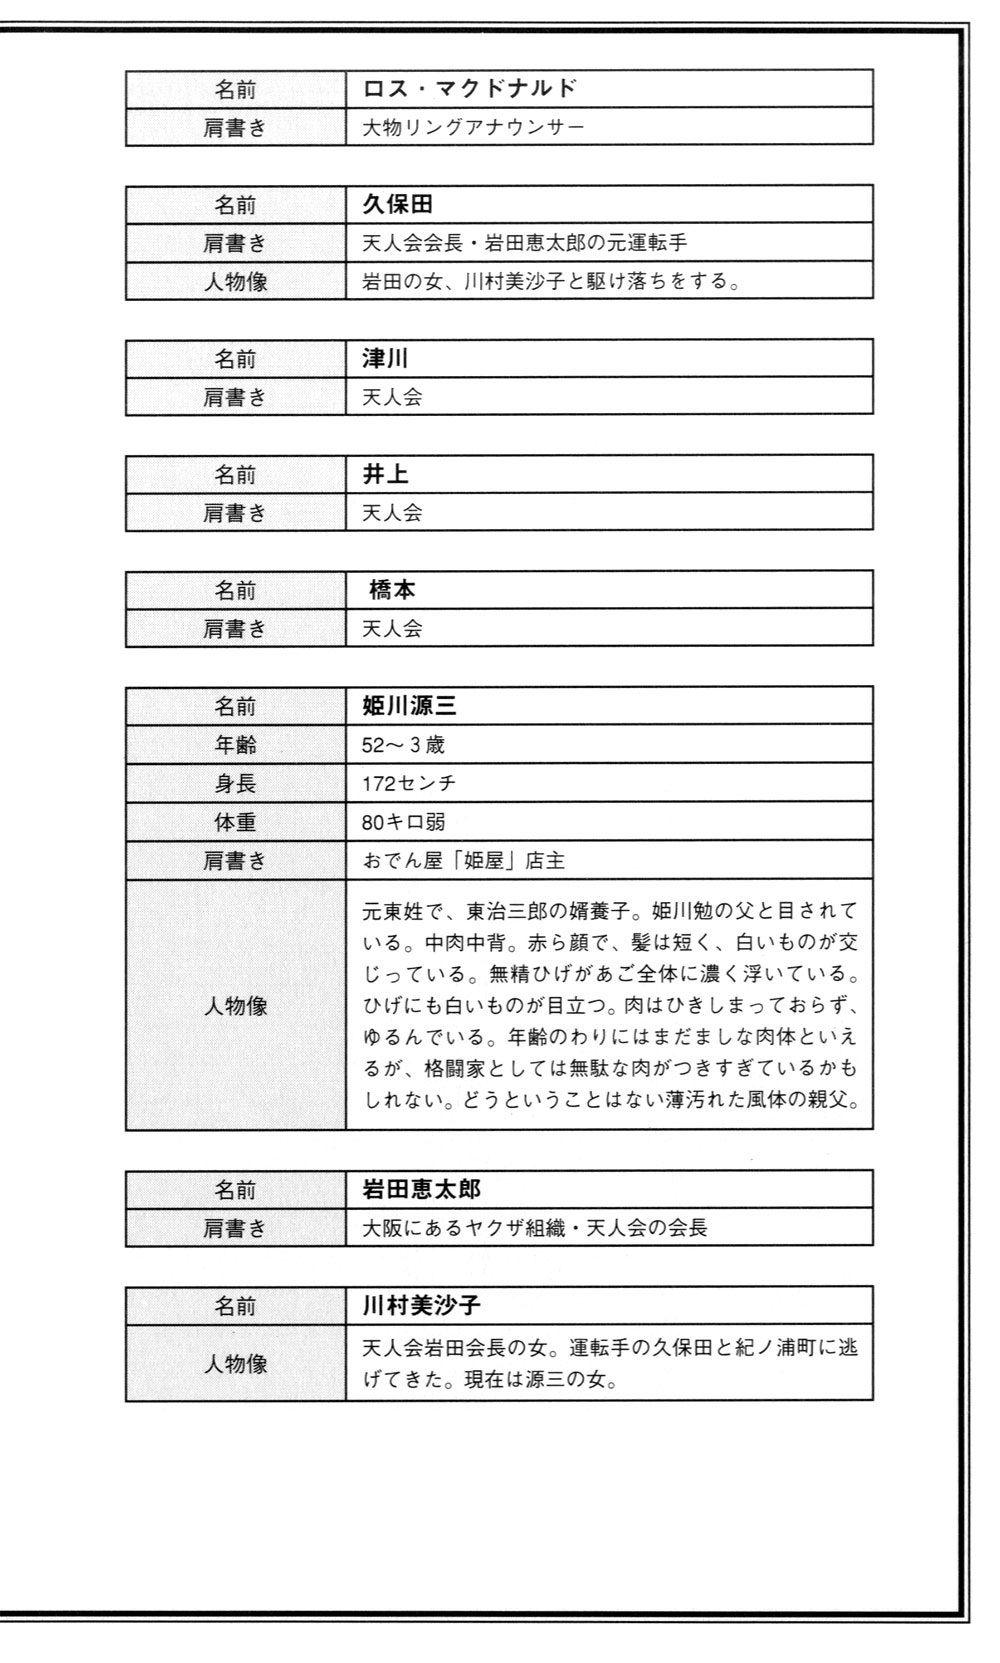 名前 ロス・マクドナルド
肩書き 大物リングアナウンサー
名前 久保田
肩書き 天人会会長・岩田恵太郎の元運転手
人物像 岩田の女、川村美沙子と駆け落ちをする。
名前 津川
肩書き 天人会
名前 井上
肩書き 天人会
名前 橋本
肩書き 天人会
名前 姫川源三
年齢 52〜３歳
身長 172センチ
体重 80キロ弱
肩書き おでん屋「姫屋」店主
人物像
元東姓で、東治三郎の婿養子。姫川勉の父と目されて
いる。中肉中背。赤ら顔で、髪は短く、白いものが交
じっている。無精ひげがあご全体に濃く浮いている。
ひげにも白いものが目立つ。肉はひきしまっておらず、
ゆるんでいる。年齢のわりにはまだましな肉体といえ
るが、格闘家としては無駄な肉がつきすぎているかも
しれない。どうということはない薄汚れた風体の親父。
名前 岩田恵太郎
肩書き 大阪にあるヤクザ組織・天人会の会長
名前 川村美沙子
人物像
天人会岩田会長の女。運転手の久保田と紀ノ浦町に逃
げてきた。現在は源三の女。